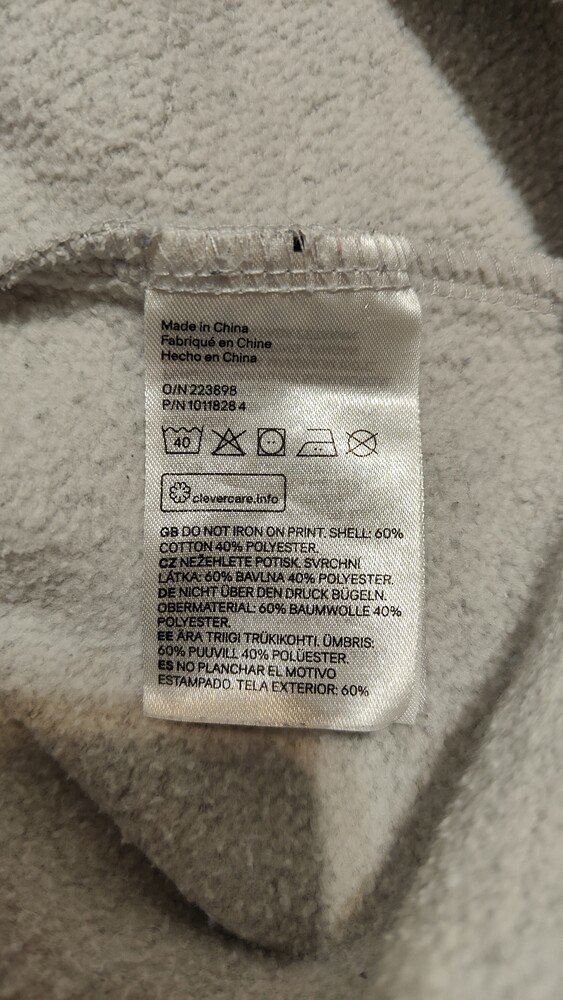 Made in China
Fabriqué en Chine
Hecho en China
O/N 223898
P/N 1011828 4
40
clevercare.info
GB DO NOT IRON ON PRINT. SHELL: 60%
COTTON 40% POLYESTER.
CZ NEŽEHLETE POTISK. SVRCHNÍ
LÁTKA: 60% BAVLNA 40% POLYESTER.
DE NICHT ÜBER DEN DRUCK BÜGELN.
OBERMATERIAL: 60% BAUMWOLLE 40%
POLYESTER.
EE ÄRA TRIIGI TRÜKIKOHTI. ÜMBRIS:
60% PUUVILL 40% POLÜESTER.
ES NO PLANCHAR EL MOTIVO
ESTAMPADO. TELA EXTERIOR: 60%